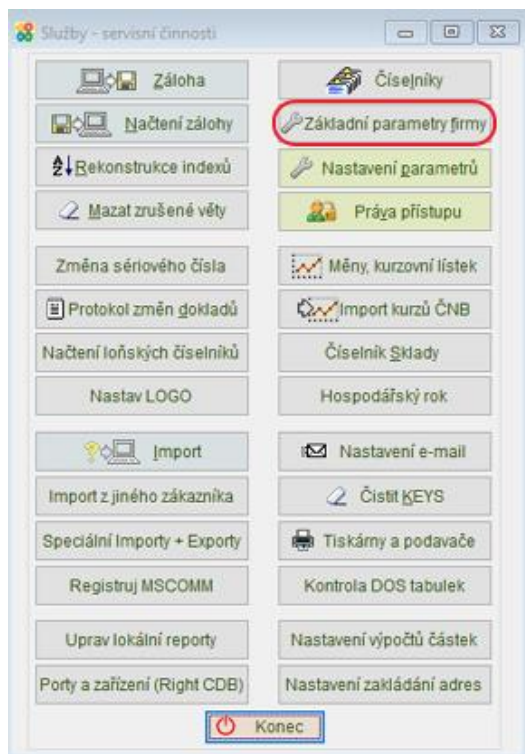 Služby - servisní činnosti
Záloha
Číselníky
Načtení zálohy
Základní parametry firmy
Rekonstrukce indexů
Nastavení parametrů
Mazat zrušené věty
Práva přístupu
Změna sériového čísla
Měny, kurzovní lístek
Protokol změn dokladů
Import kurzů ČNB
Načtení loňských číselníků
Číselník Sklady
Nastav LOGO
Hospodářský rok
Import
Nastavení e-mail
Import z jiného zákazníka
Čistit KEYS
Speciální Importy + Exporty
Tiskárny a podavače
Registruj MSCOMM
Kontrola DOS tabulek
Uprav lokální reporty
Nastavení výpočtů částek
Porty a zařízení (Right CDB)
Nastavení zakládání adres
Konec